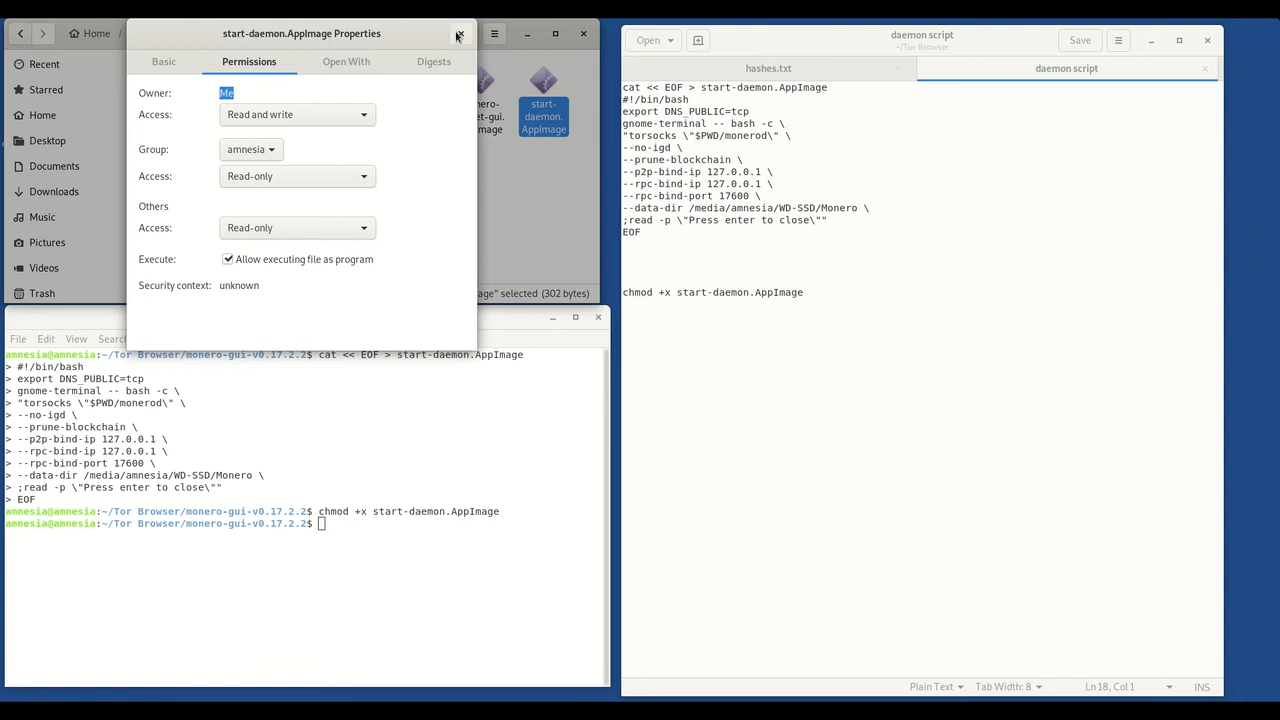 Home /
start-daemon.AppImage Properties
Basic
Permissions
Open With
Digests
Recent
Starred
Home
Desktop
Documents
Downloads
Music
Pictures
Videos
Trash
Owner: Me
Access: Read and write
Group: amnesia
Access: Read-only
Others
Access: Read-only
Execute: Allow executing file as program
Security context: unknown
start-
daemon.
AppImage
" selected (302 bytes)
File Edit View Search
amnesia@amnesia:~/Tor Browser/monero-gui-v0.17.2.2$ cat << EOF > start-daemon.AppImage
> #!/bin/bash
> export DNS_PUBLIC=tcp
> gnome-terminal -- bash -c \
> "torsocks \"$PWD/monerod\" \
> --no-igd \
> --prune-blockchain \
> --p2p-bind-ip 127.0.0.1 \
> --rpc-bind-ip 127.0.0.1 \
> --rpc-bind-port 17600 \
> --data-dir /media/amnesia/WD-SSD/Monero \
> ;read -p \"Press enter to close\""
> EOF
amnesia@amnesia:~/Tor Browser/monero-gui-v0.17.2.2$ chmod +x start-daemon.AppImage
amnesia@amnesia:~/Tor Browser/monero-gui-v0.17.2.2$
Open
daemon script
~/Tor Browser
Save
hashes.txt
daemon script
cat << EOF > start-daemon.AppImage
#!/bin/bash
export DNS_PUBLIC=tcp
gnome-terminal -- bash -c \
"torsocks \"$PWD/monerod\" \
--no-igd \
--prune-blockchain \
--p2p-bind-ip 127.0.0.1 \
--rpc-bind-ip 127.0.0.1 \
--rpc-bind-port 17600 \
--data-dir /media/amnesia/WD-SSD/Monero \
;read -p \"Press enter to close\""
EOF
chmod +x start-daemon.AppImage
Plain Text
Tab Width: 8
Ln 18, Col 1
INS